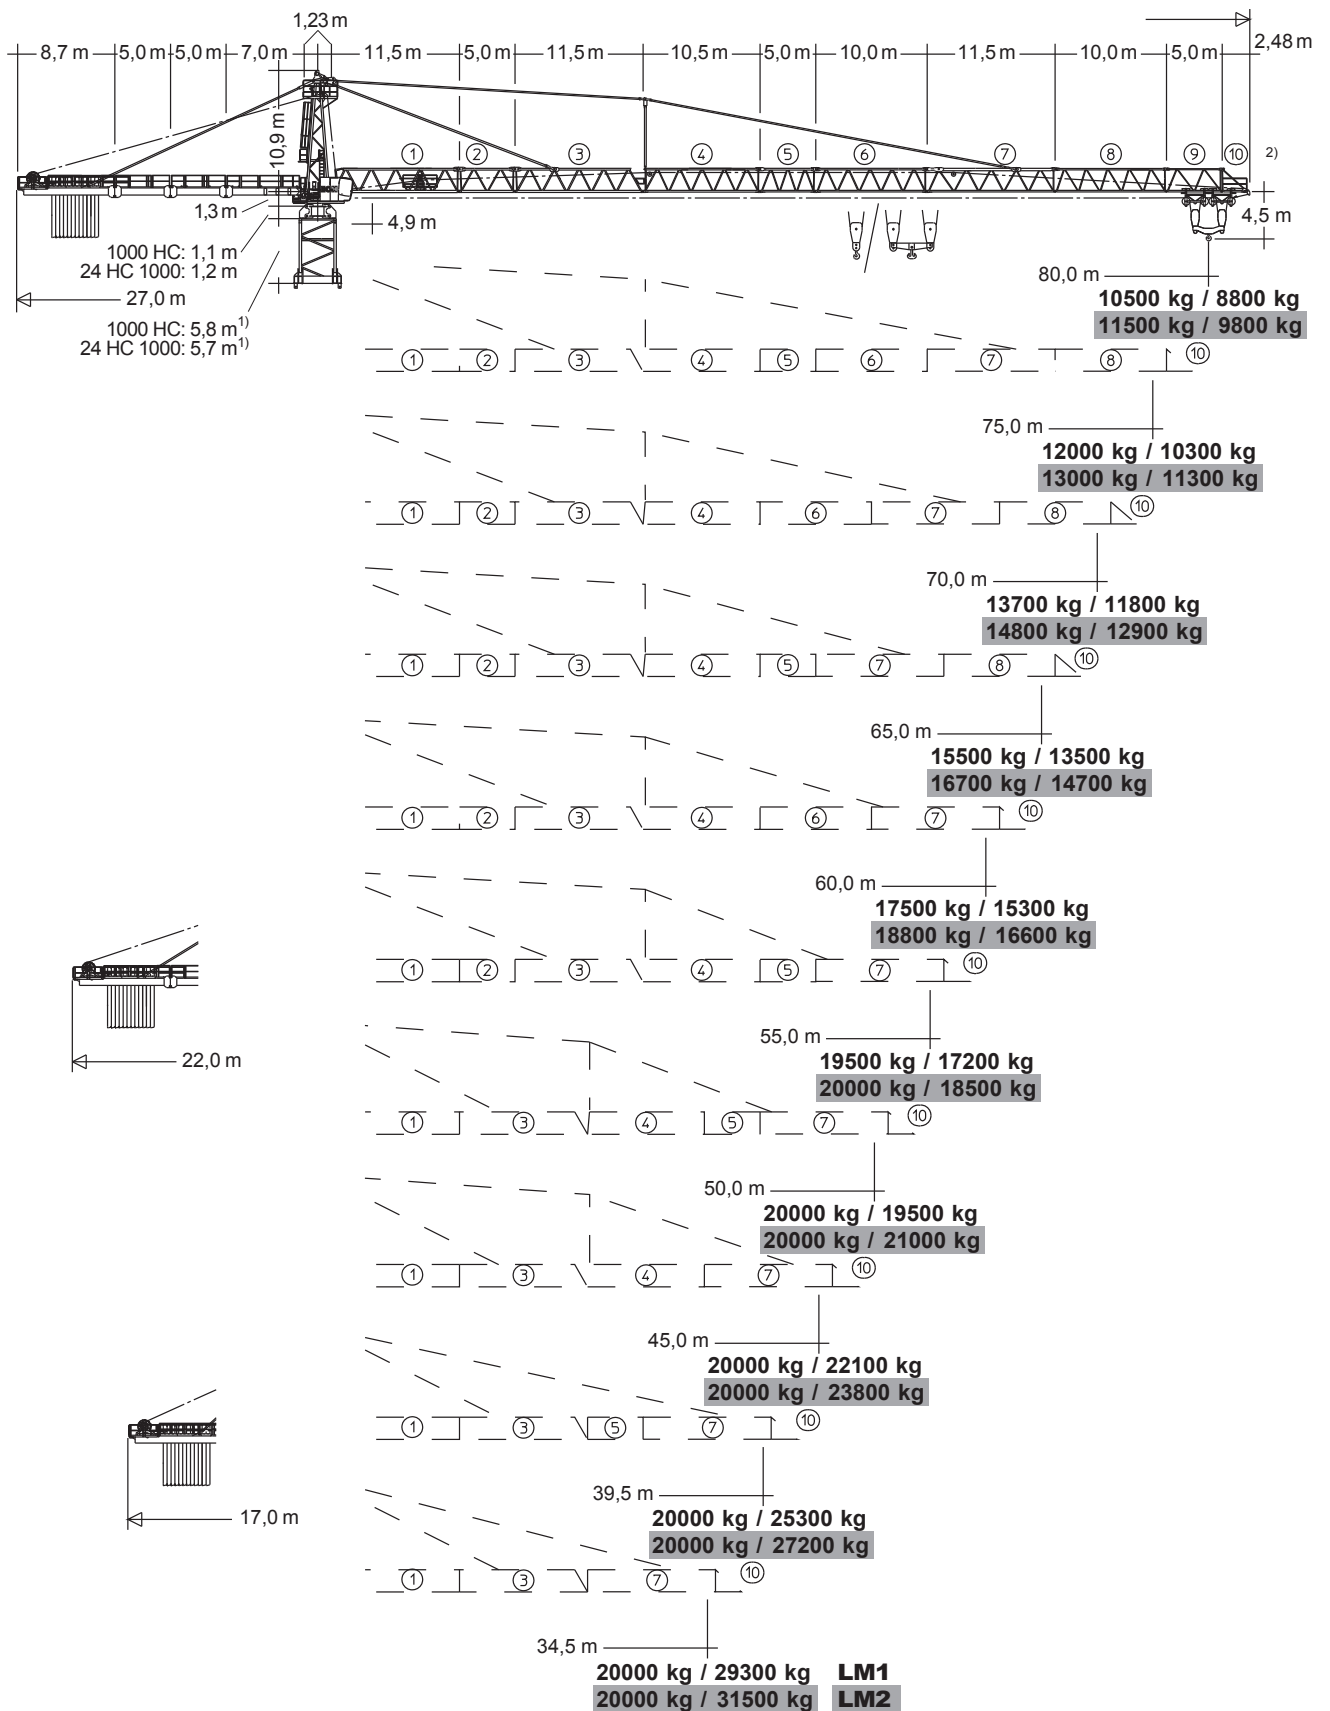 1,23 m
2,48 m
8,7 m 5,0 m 5,0 m 7,0 m 11,5 m 5,0 m 11,5 m 10,5 m 5,0 m 10,0 m 11,5 m 10,0 m 5,0 m
10,9 m
① ② ③ ④ ⑤ ⑥ ⑦ ⑧ ⑨ ⑩ 2)
1,3 m
4,9 m
4,5 m
1000 HC: 1,1 m
24 HC 1000: 1,2 m
27,0 m
1000 HC: 5,8 m1)
24 HC 1000: 5,7 m1)
80,0 m
10500 kg / 8800 kg
11500 kg / 9800 kg
① ② ③ ④ ⑤ ⑥ ⑦ ⑧ ⑩
75,0 m
12000 kg / 10300 kg
13000 kg / 11300 kg
① ② ③ ④ ⑥ ⑦ ⑧ ⑩
70,0 m
13700 kg / 11800 kg
14800 kg / 12900 kg
① ② ③ ④ ⑤ ⑦ ⑧ ⑩
65,0 m
15500 kg / 13500 kg
16700 kg / 14700 kg
① ② ③ ④ ⑥ ⑦ ⑩
60,0 m
17500 kg / 15300 kg
18800 kg / 16600 kg
① ② ③ ④ ⑤ ⑦ ⑩
22,0 m
55,0 m
19500 kg / 17200 kg
20000 kg / 18500 kg
① ③ ④ ⑤ ⑦ ⑩
50,0 m
20000 kg / 19500 kg
20000 kg / 21000 kg
① ③ ④ ⑦ ⑩
45,0 m
20000 kg / 22100 kg
20000 kg / 23800 kg
① ③ ⑤ ⑦ ⑩
17,0 m
39,5 m
20000 kg / 25300 kg
20000 kg / 27200 kg
① ③ ⑦ ⑩
34,5 m
20000 kg / 29300 kg LM1
20000 kg / 31500 kg LM2